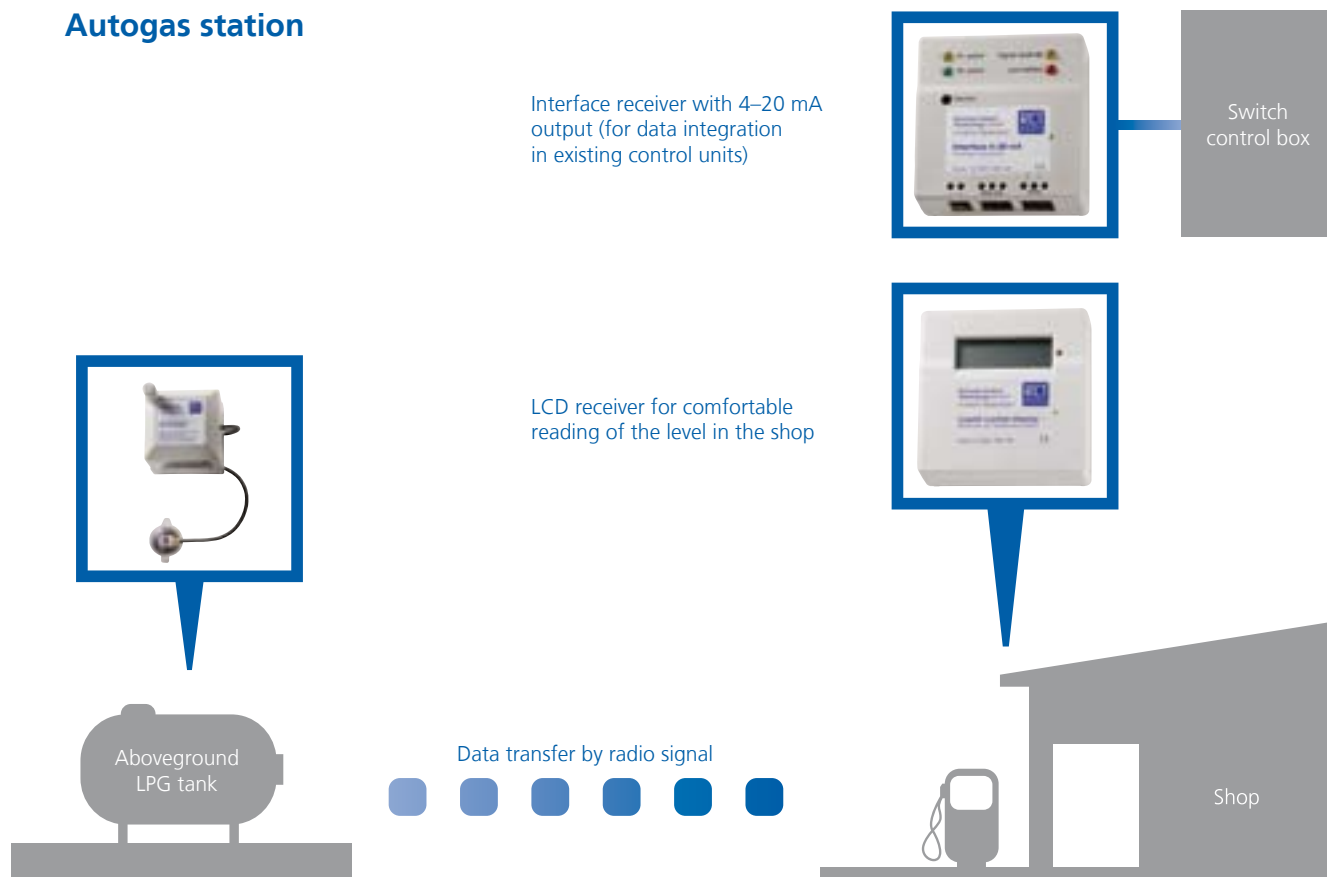 Autogas station
Interface receiver with 4–20 mA
output (for data integration
in existing control units)
Switch
control box
LCD receiver for comfortable
reading of the level in the shop
Aboveground
LPG tank
Data transfer by radio signal
Shop